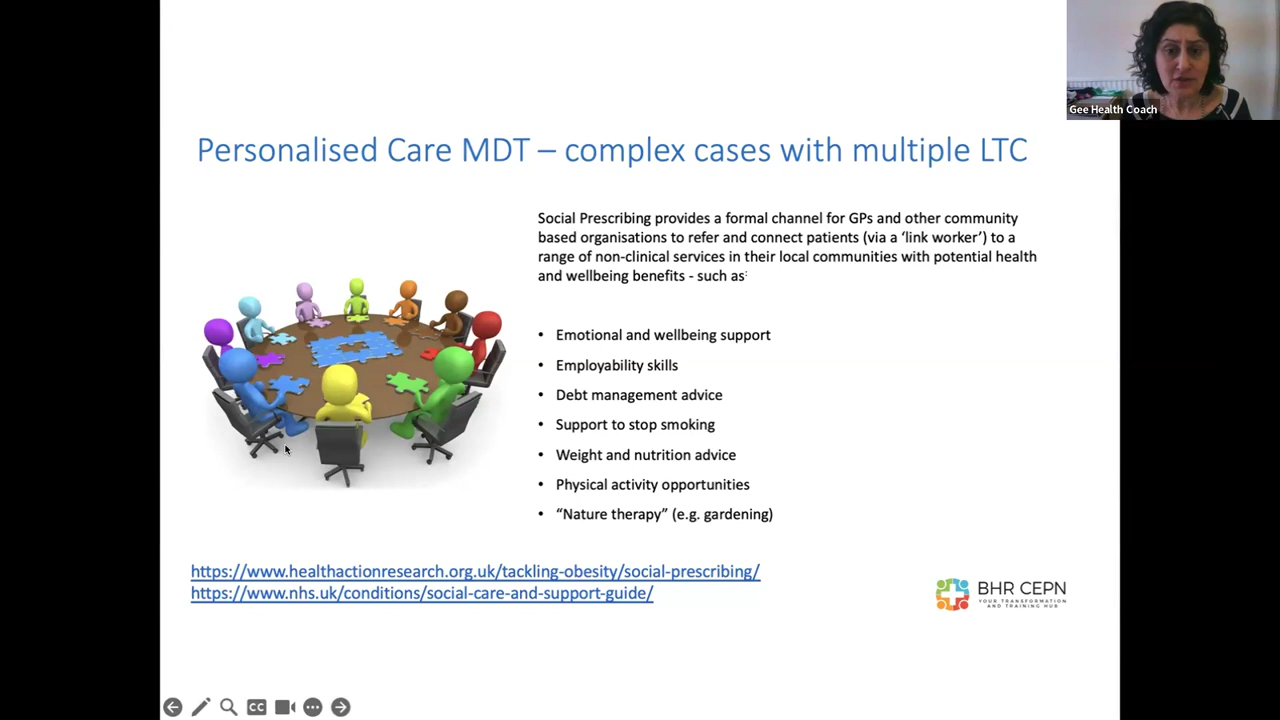 Gee Health Coach
Personalised Care MDT – complex cases with multiple LTC
Social Prescribing provides a formal channel for GPs and other community
based organisations to refer and connect patients (via a ‘link worker’) to a
range of non-clinical services in their local communities with potential health
and wellbeing benefits - such as:
• Emotional and wellbeing support
• Employability skills
• Debt management advice
• Support to stop smoking
• Weight and nutrition advice
• Physical activity opportunities
• “Nature therapy” (e.g. gardening)
https://www.healthactionresearch.org.uk/tackling-obesity/social-prescribing/
https://www.nhs.uk/conditions/social-care-and-support-guide/
BHR CEPN
YOUR TRANSFORMATION
AND TRAINING HUB
CC